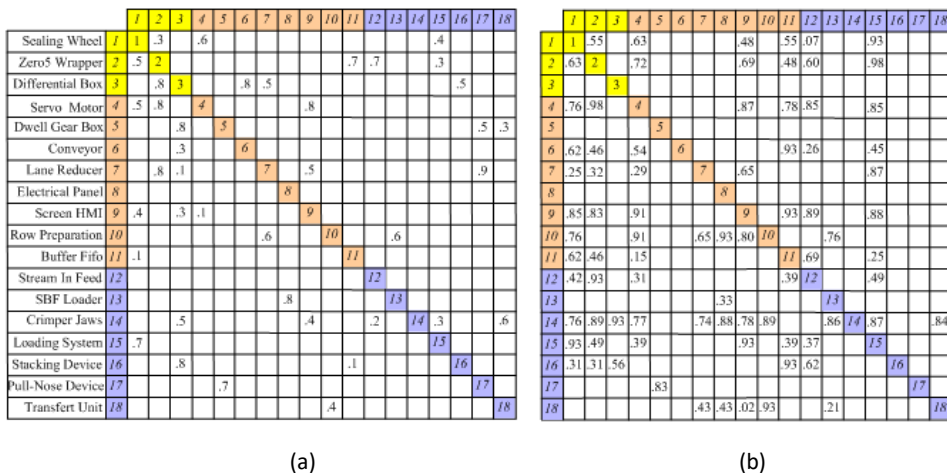 1 2 3 4 5 6 7 8 9 10 11 12 13 14 15 16 17 18
Sealing Wheel 1 1 .3 .6 .4
Zero5 Wrapper 2 .5 2 .7 .7 .3
Differential Box 3 .8 3 .8 .5 .5
Servo Motor 4 .5 .8 4 .8
Dwell Gear Box 5 .8 5 .5 .3
Conveyor 6 .3 6
Lane Reducer 7 .8 .1 7 .5 .9
Electrical Panel 8 8
Screen HMI 9 .4 .3 .1 9
Row Preparation 10 .6 10 .6
Buffer Fifo 11 .1 11
Stream In Feed 12 12
SBF Loader 13 .8 13
Crimper Jaws 14 .5 .4 .2 14 .3 .6
Loading System 15 .7 15
Stacking Device 16 .8 .1 16
Pull-Nose Device 17 .7 17
Transfert Unit 18 .4 18
(a)
1 2 3 4 5 6 7 8 9 10 11 12 13 14 15 16 17 18
1 1 .55 .63 .48 .55 .07 .93
2 .63 2 .72 .69 .48 .60 .98
3 3
4 .76 .98 4 .87 .78 .85 .85
5 5
6 .62 .46 .54 6 .93 .26 .45
7 .25 .32 .29 7 .65 .87
8 8
9 .85 .83 .91 9 .93 .89 .88
10 .76 .91 .65 .93 .80 10 .76
11 .62 .46 .15 11 .69 .25
12 .42 .93 .31 .39 12 .49
13 .33 13
14 .76 .89 .93 .77 .74 .88 .78 .89 .86 14 .87 .84
15 .93 .49 .39 .93 .39 .37 15
16 .31 .31 .56 .93 .62 16
17 .83 17
18 .43 .43 .02 .93 .21 18
(b)